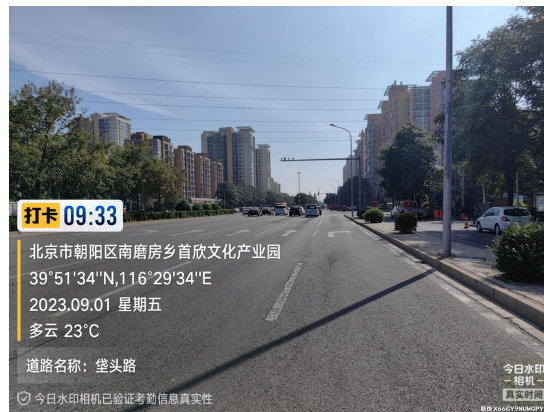 打卡 09:33
北京市朝阳区南磨房乡首欣文化产业园
39°51'34"N,116°29'34"E
2023.09.01 星期五
多云 23°C
道路名称：垡头路
今日水印相机已验证考勤信息真实性
今日水印
-相机-
真实时间
防伪 X66GY9NUWGPY